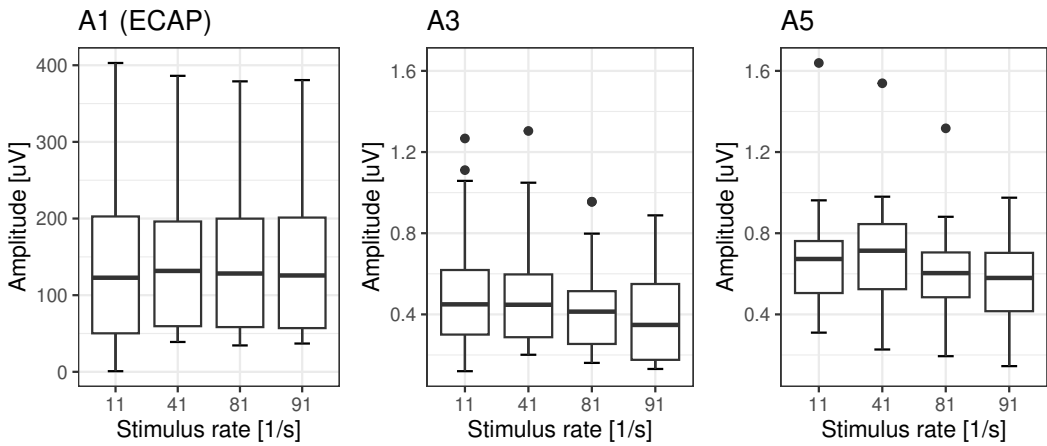 A1 (ECAP)
Amplitude [uV]
400
300
200
100
0
11 41 81 91
Stimulus rate [1/s]
A3
Amplitude [uV]
1.6
1.2
0.8
0.4
11 41 81 91
Stimulus rate [1/s]
A5
Amplitude [uV]
1.6
1.2
0.8
0.4
11 41 81 91
Stimulus rate [1/s]